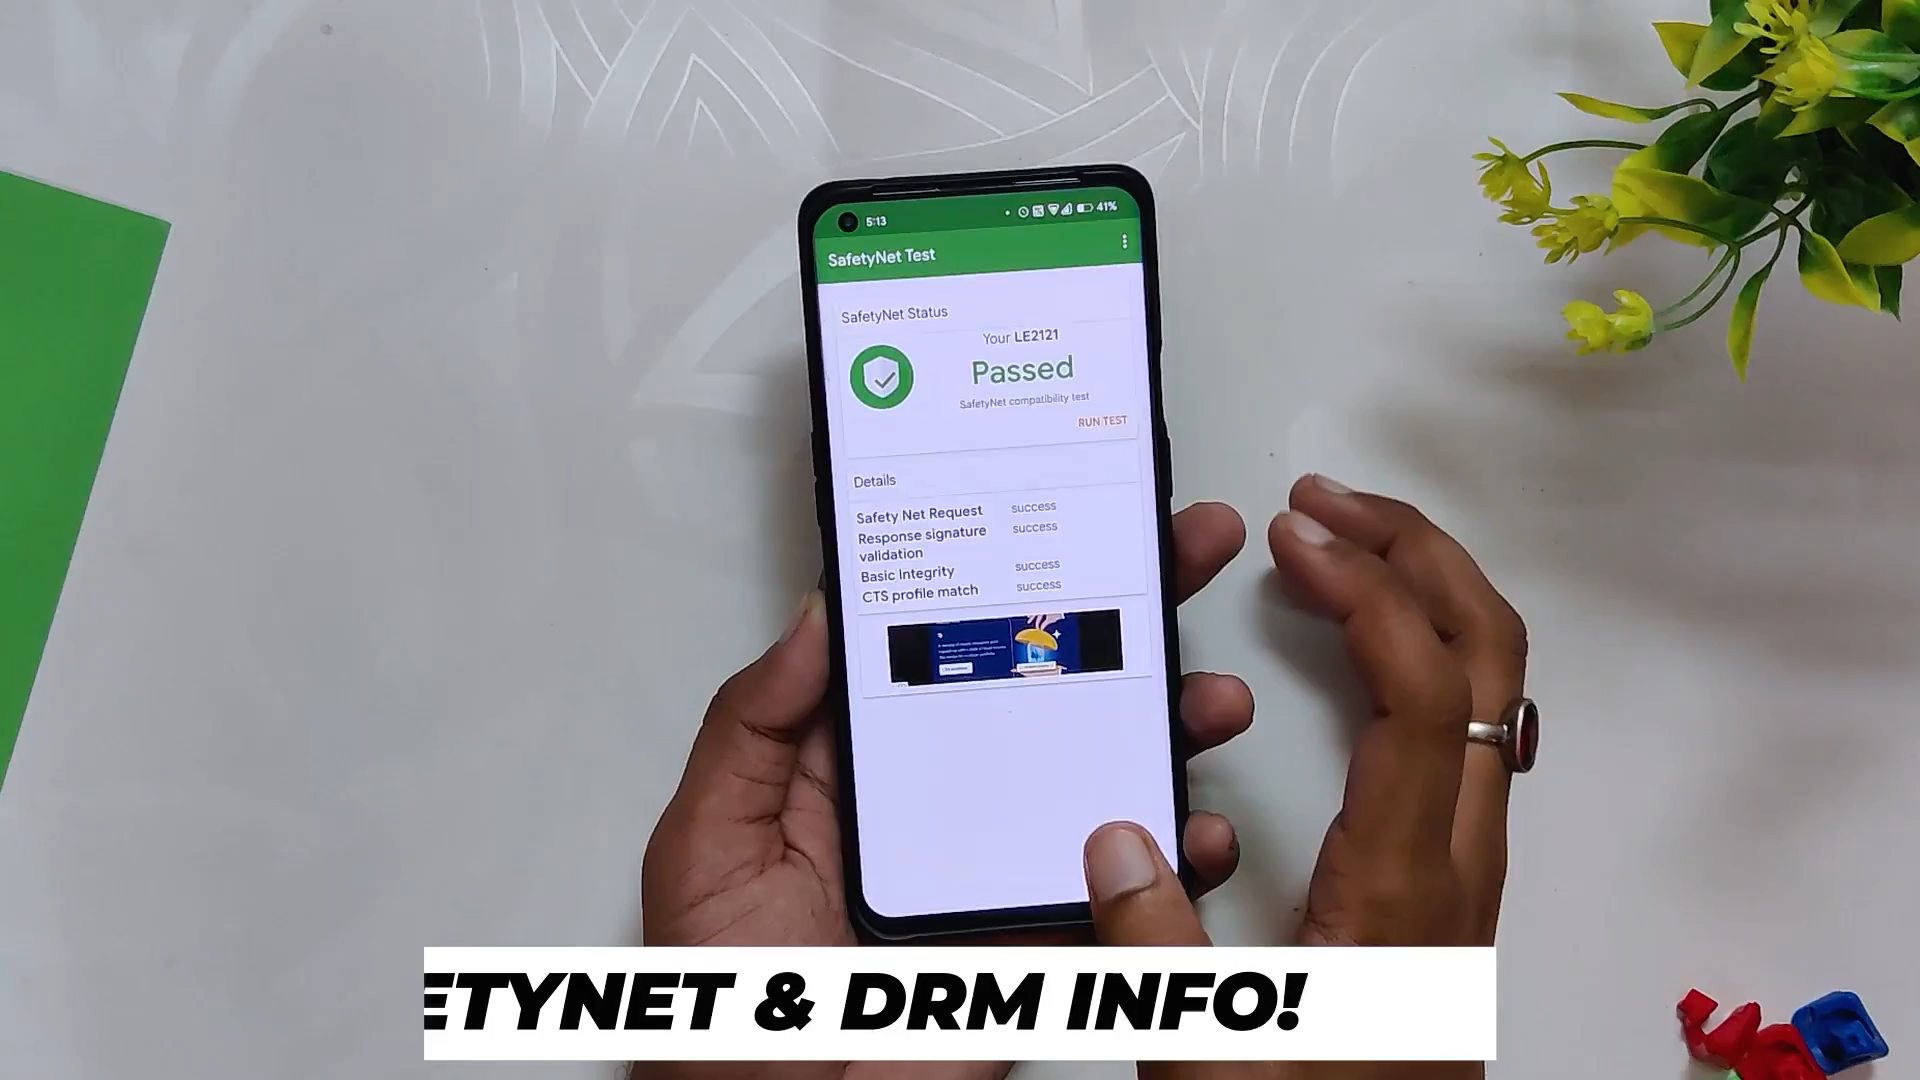 5:13
41%
SafetyNet Test
SafetyNet Status
Your LE2121
Passed
SafetyNet compatibility test
RUN TEST
Details
Safety Net Request success
Response signature validation success
Basic Integrity success
CTS profile match success
ETYNET & DRM INFO!